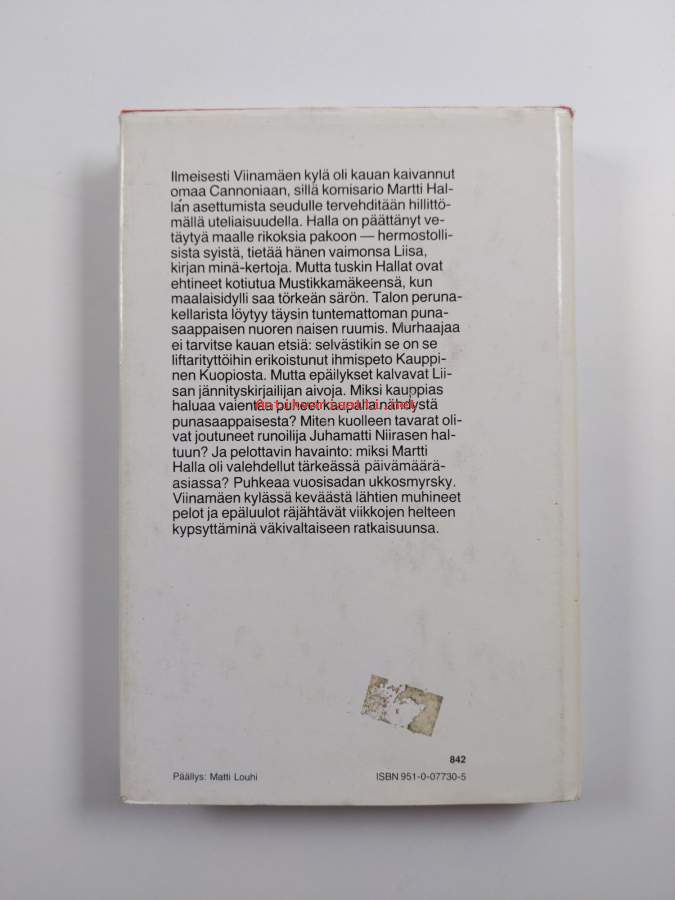 Ilmeisesti Viinamäen kylä oli kauan kaivannut
omaa Cannoniaan, sillä komisario Martti Hal-
lan asettumista seudulle tervehditään hillittö-
mällä uteliaisuudella. Halla on päättänyt ve-
täytyä maalle rikoksia pakoon — hermostolli-
sista syistä, tietää hänen vaimonsa Liisa,
kirjan minä-kertoja. Mutta tuskin Hallat ovat
ehtineet kotiutua Mustikkamäkeensä, kun
maalaisidylli saa törkeän särön. Talon peruna-
kellarista löytyy täysin tuntemattoman puna-
saappaisen nuoren naisen ruumis. Murhaajaa
ei tarvitse kauan etsiä: selvästikin se on se
liftarityttöihin erikoistunut ihmispeto Kauppi-
nen Kuopiosta. Mutta epäilykset kalvavat Lii-
san jännityskirjailijan aivoja. Miksi kauppias
haluaa vaientaa puheet kaupalla nähdystä
Antikvariaatti.net
punasaappaisesta? Miten kuolleen tavarat oli-
vat joutuneet runoilija Juhamatti Niirasen hal-
tuun? Ja pelottavin havainto: miksi Martti
Halla oli valehdellut tärkeässä päivämäärä-
asiassa? Puhkeaa vuosisadan ukkosmyrsky.
Viinamäen kylässä keväästä lähtien muhineet
pelot ja epäluulot räjähtävät viikkojen helteen
kypsyttäminä väkivaltaiseen ratkaisuunsa.
842
Päällys: Matti Louhi
ISBN 951-0-07730-5